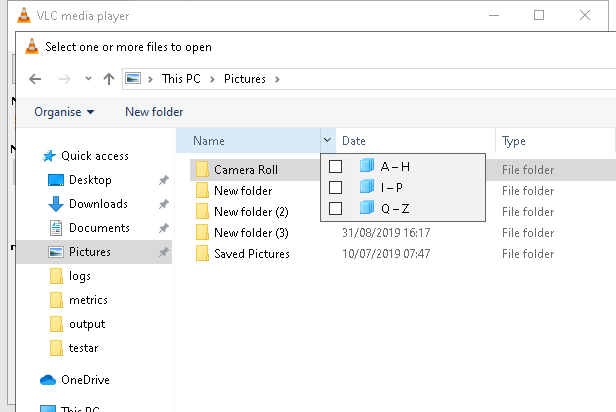 VLC media player
Select one or more files to open
This PC > Pictures >
Organise New folder
Name Date Type
Quick access
Desktop
Downloads
Documents
Pictures
logs
metrics
output
testar
OneDrive
This PC
Camera Roll File folder
New folder File folder
New folder (2) File folder
New folder (3) 31/08/2019 16:17 File folder
Saved Pictures 10/07/2019 07:47 File folder
A – H
I – P
Q – Z